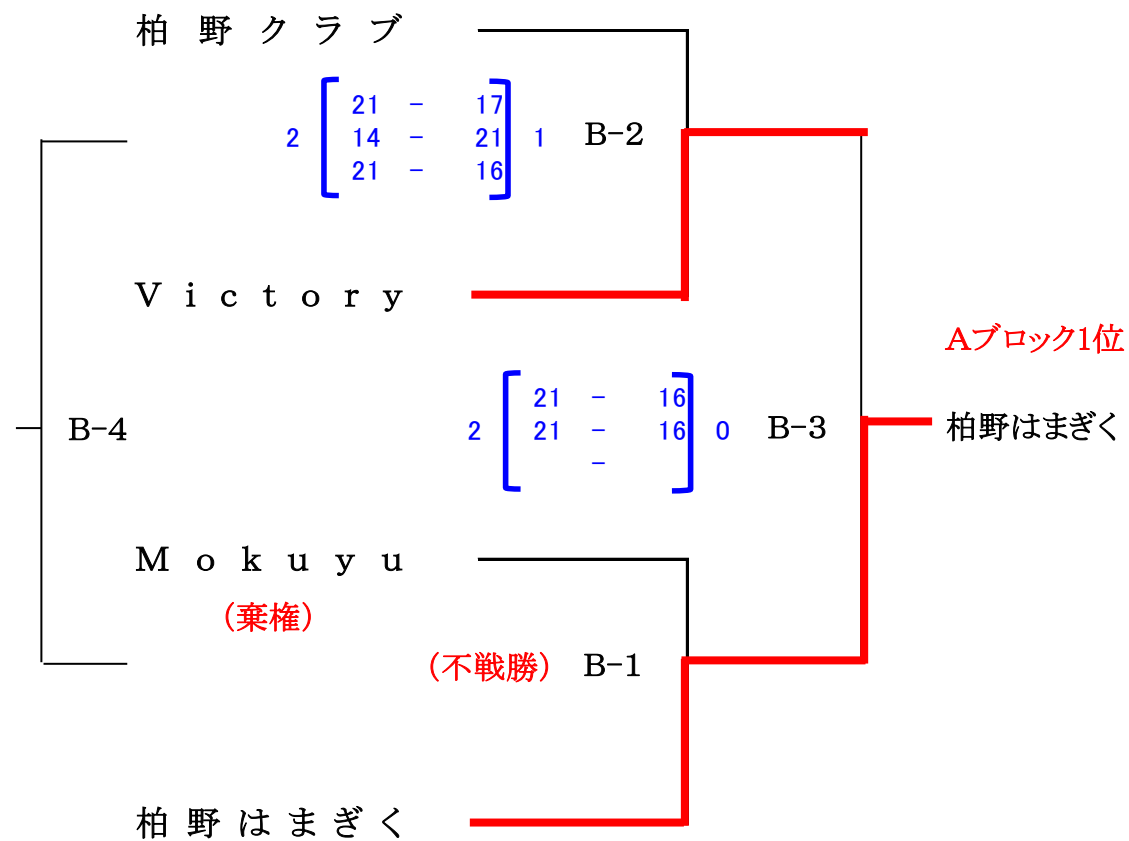 柏野クラブ
21 － 17
2 14 － 21 1 B−2
21 － 16
Ｖｉｃｔｏｒｙ
Aブロック1位
21 － 16
B−4 2 21 － 16 0 B−3 柏野はまぎく
－
Ｍｏｋｕｙｕ
（棄権）
（不戦勝） B−1
柏野はまぎく